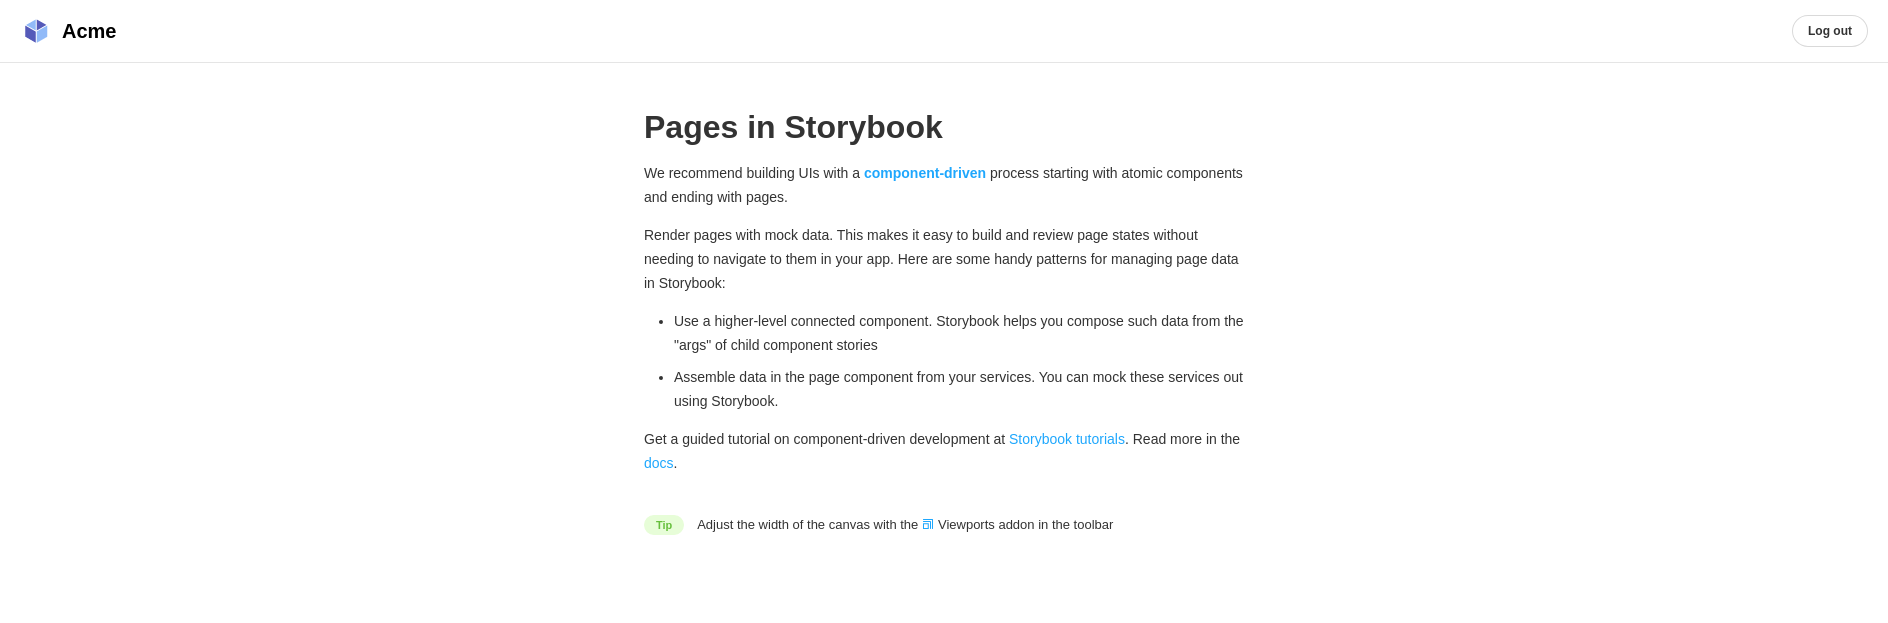 Acme
Log out
Pages in Storybook
We recommend building UIs with a component-driven process starting with atomic components
and ending with pages.
Render pages with mock data. This makes it easy to build and review page states without
needing to navigate to them in your app. Here are some handy patterns for managing page data
in Storybook:
Use a higher-level connected component. Storybook helps you compose such data from the
"args" of child component stories
Assemble data in the page component from your services. You can mock these services out
using Storybook.
Get a guided tutorial on component-driven development at Storybook tutorials. Read more in the
docs.
Tip Adjust the width of the canvas with the Viewports addon in the toolbar